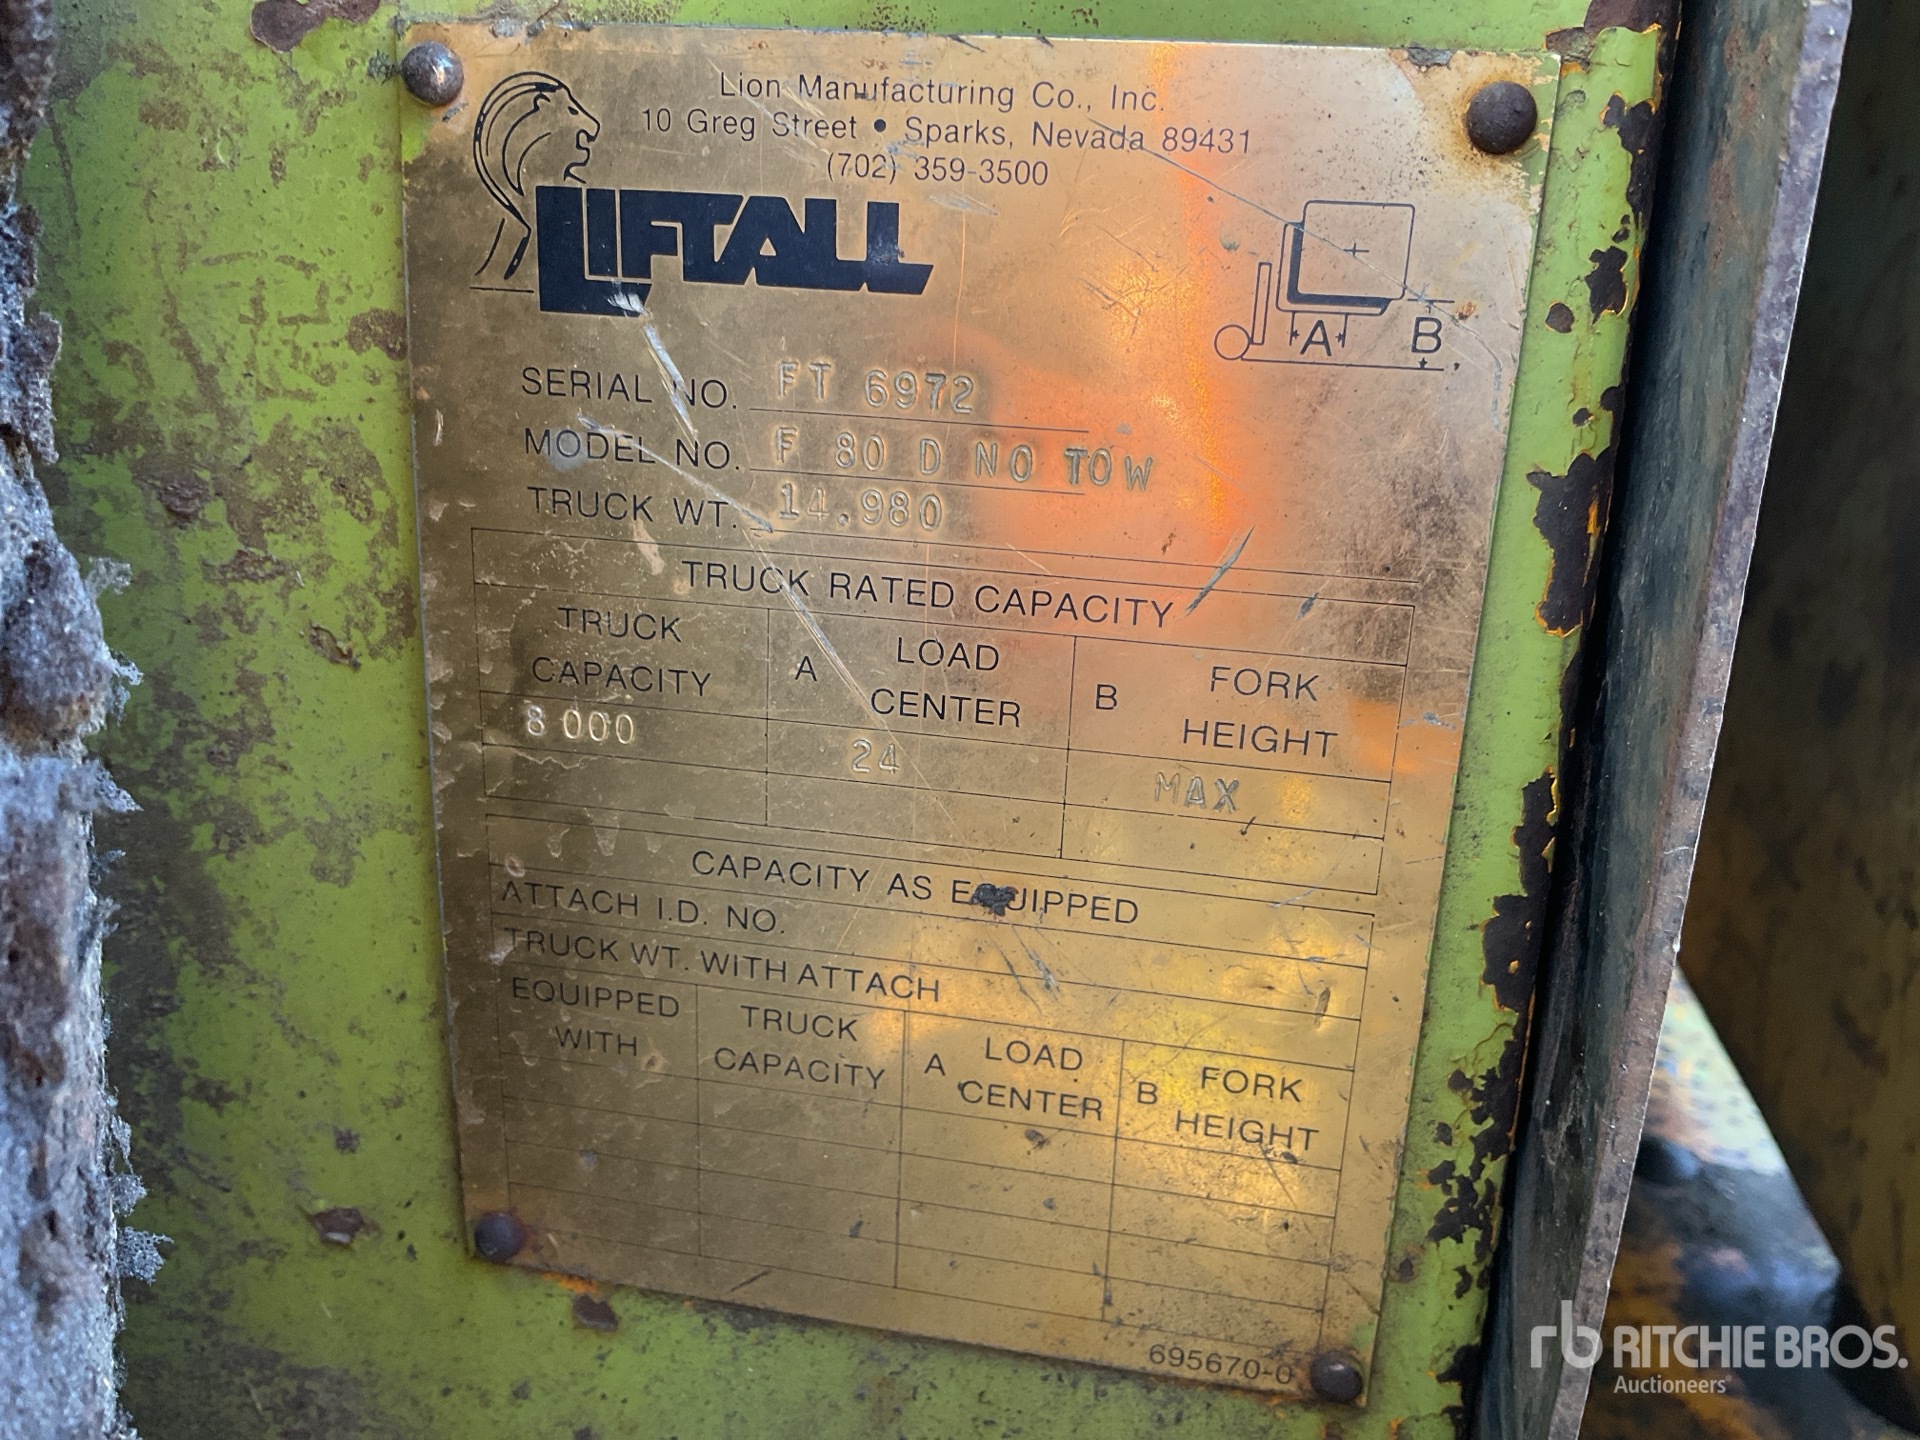 Lion Manufacturing Co., Inc.
10 Greg Street • Sparks, Nevada 89431
(702) 359-3500
LIFTALL
A B
SERIAL NO. FT 6972
MODEL NO. F 80 D NO TOW
TRUCK WT. 14.980
TRUCK RATED CAPACITY
TRUCK CAPACITY
A LOAD CENTER
B FORK HEIGHT
8000 24 MAX
CAPACITY AS EQUIPPED
ATTACH I.D. NO.
TRUCK WT. WITH ATTACH
EQUIPPED WITH
TRUCK CAPACITY
A LOAD CENTER
B FORK HEIGHT
695670-0
rb RITCHIE BROS.
Auctioneers